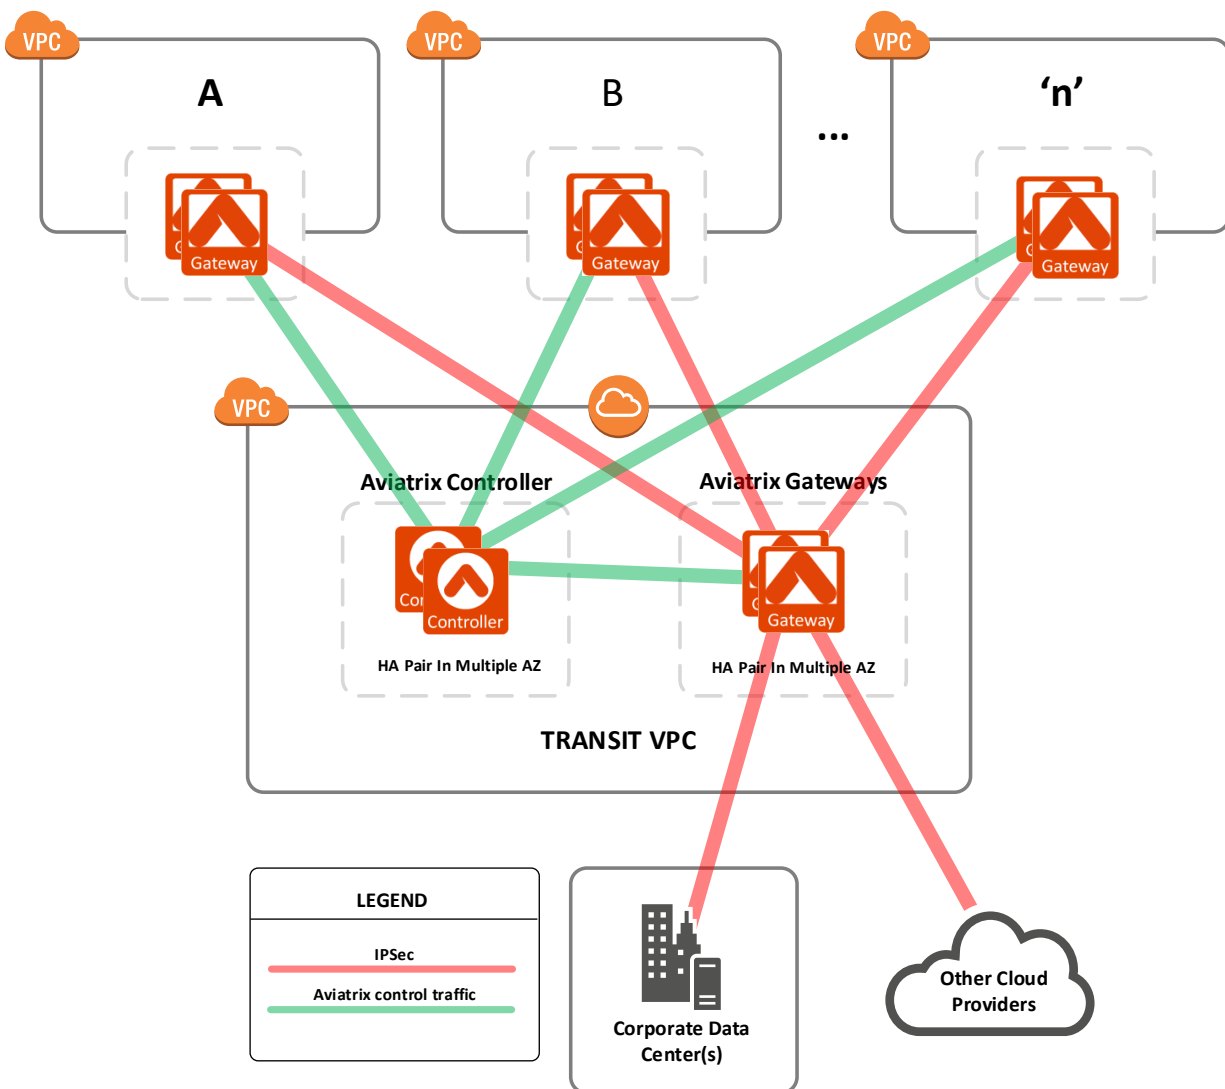 VPC
VPC
VPC
A
B
‘n’
...
G
Gateway
G
Gateway
G
Gateway
VPC
Aviatrix Controller
Aviatrix Gateways
Con
Controller
G
Gateway
HA Pair In Multiple AZ
HA Pair In Multiple AZ
TRANSIT VPC
LEGEND
IPSec
Aviatrix control traffic
Corporate Data
Center(s)
Other Cloud
Providers